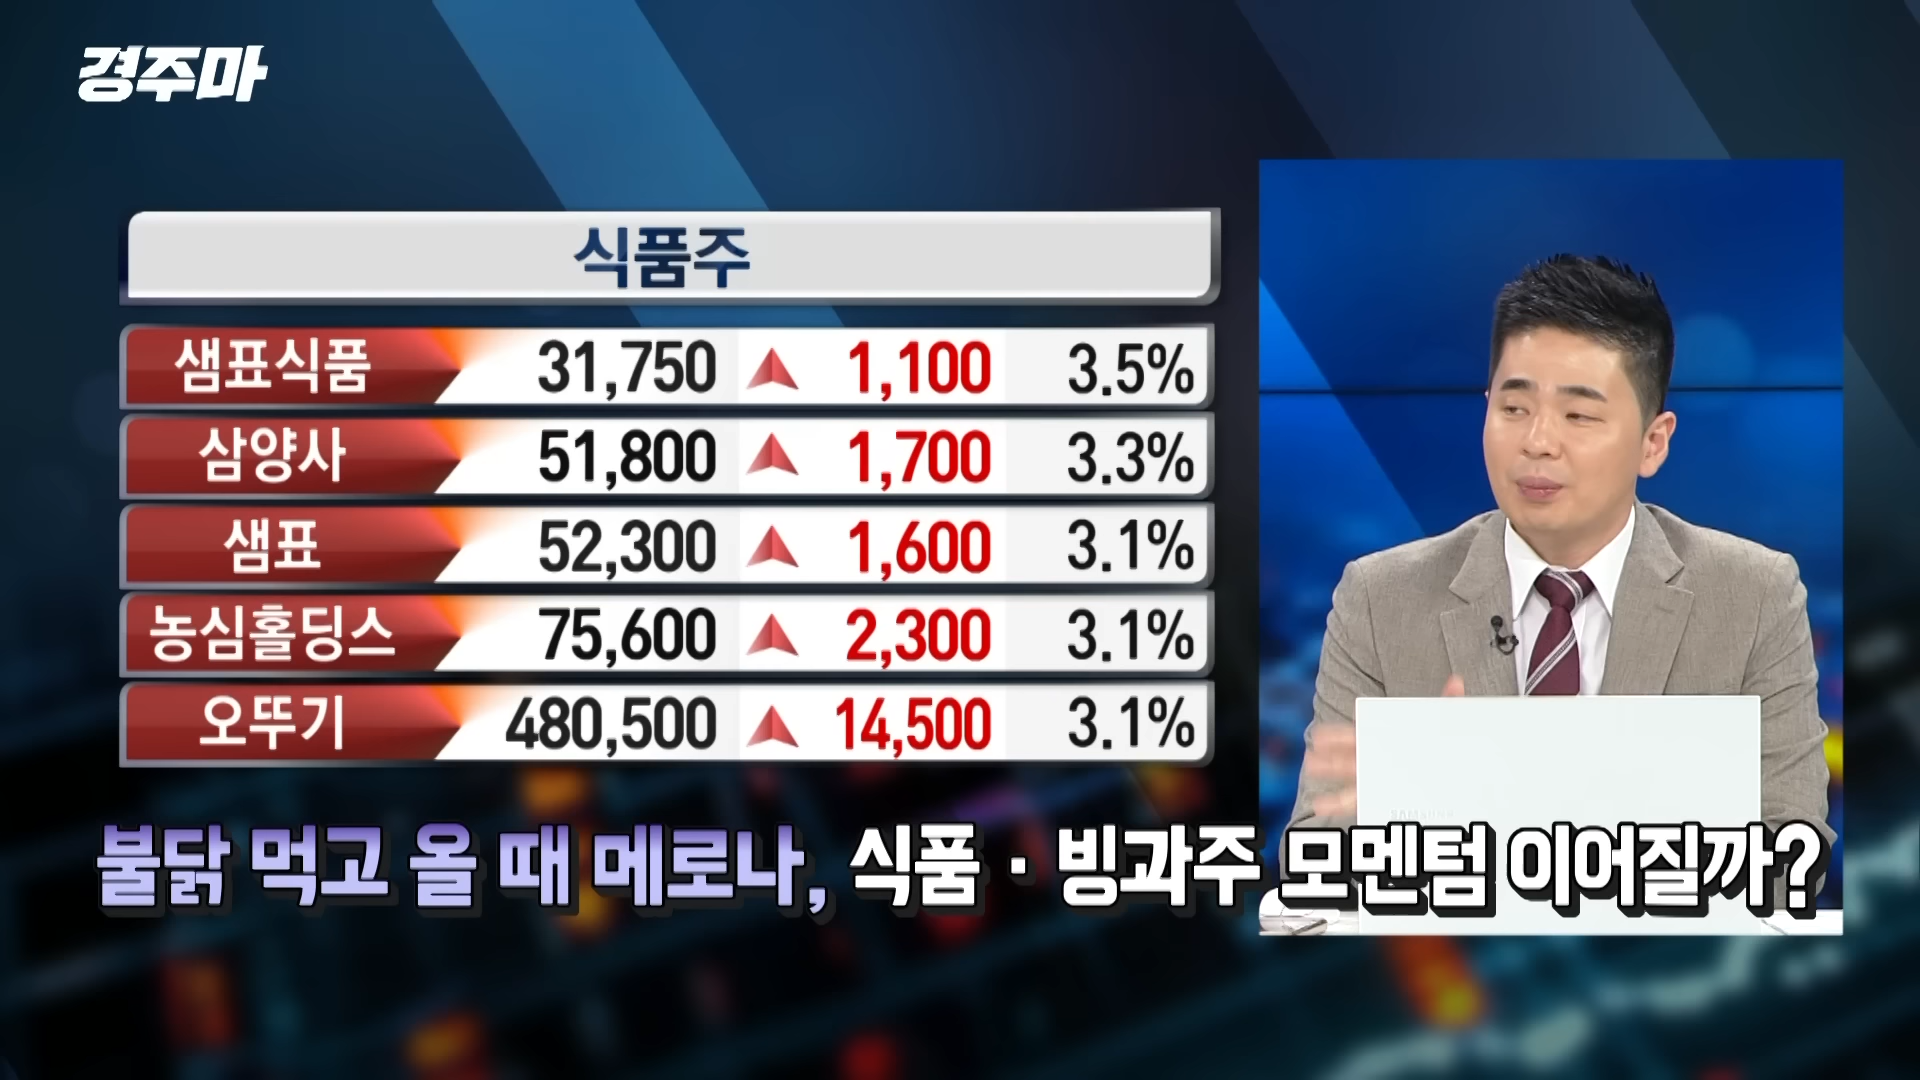 경주마
식품주
샘표식품 31,750 ▲ 1,100 3.5%
삼양사 51,800 ▲ 1,700 3.3%
샘표 52,300 ▲ 1,600 3.1%
농심홀딩스 75,600 ▲ 2,300 3.1%
오뚜기 480,500 ▲ 14,500 3.1%
불닭 먹고 올 때 메로나, 식품 · 빙과주 모멘텀 이어질까?